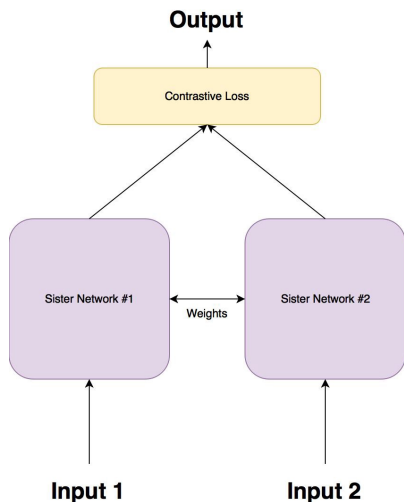 Output
Contrastive Loss
Sister Network #1
Sister Network #2
Weights
Input 1
Input 2